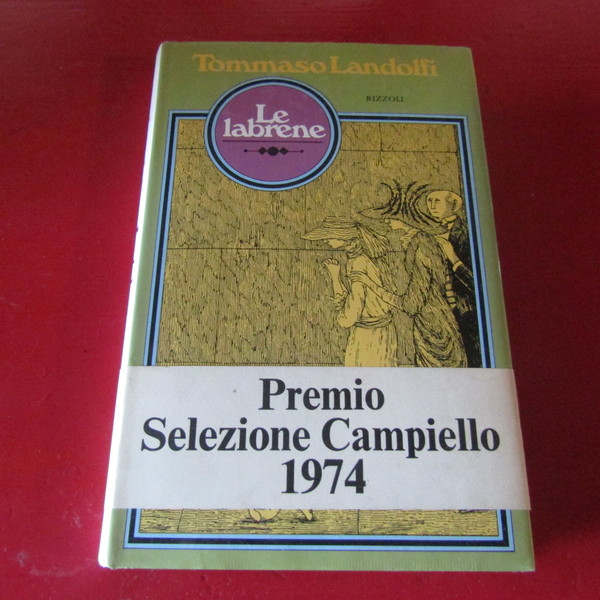 Tommaso Landolfi
RIZZOLI
Le
labrene
Premio
Selezione Campiello
1974